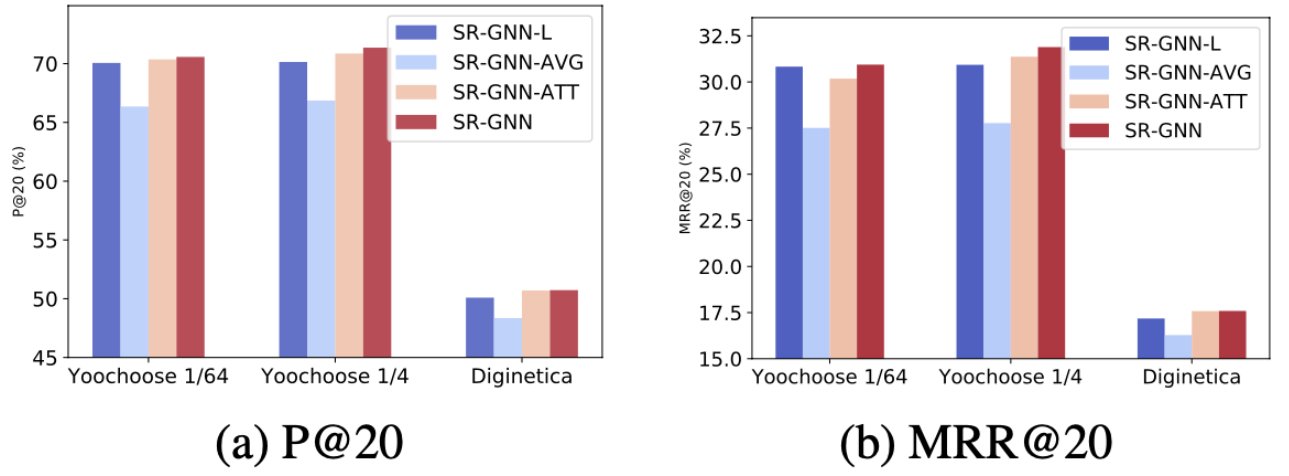 P@20 (%)
70
65
60
55
50
45
SR-GNN-L
SR-GNN-AVG
SR-GNN-ATT
SR-GNN
Yoochoose 1/64
Yoochoose 1/4
Diginetica
(a) P@20
MRR@20 (%)
32.5
30.0
27.5
25.0
22.5
20.0
17.5
15.0
SR-GNN-L
SR-GNN-AVG
SR-GNN-ATT
SR-GNN
Yoochoose 1/64
Yoochoose 1/4
Diginetica
(b) MRR@20